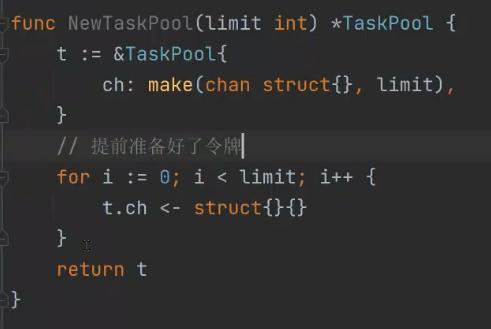 func NewTaskPool(limit int) *TaskPool {
    t := &TaskPool{
        ch: make(chan struct{}, limit),
    }
    // 提前准备好了令牌
    for i := 0; i < limit; i++ {
        t.ch <- struct{}{}
    }
    return t
}